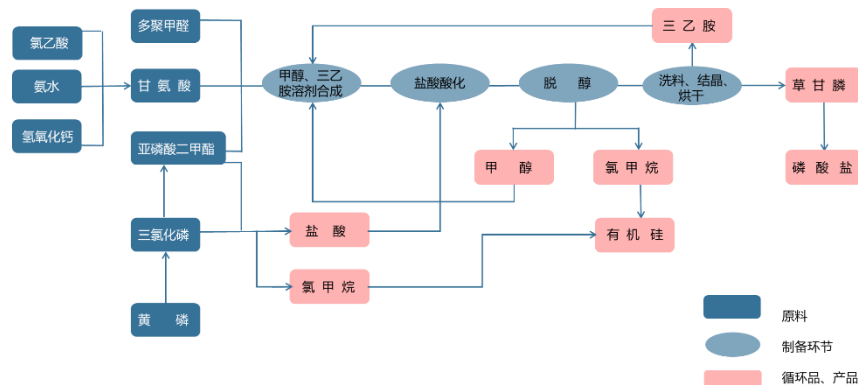 氯乙酸
氨水
氢氧化钙
多聚甲醛
甘氨酸
亚磷酸二甲酯
三氯化磷
黄磷
甲醇、三乙
胺溶剂合成
盐酸酸化
脱醇
洗料、结晶、
烘干
三乙胺
草甘膦
磷酸盐
甲醇
氯甲烷
有机硅
盐酸
氯甲烷
原料
制备环节
循环品、产品